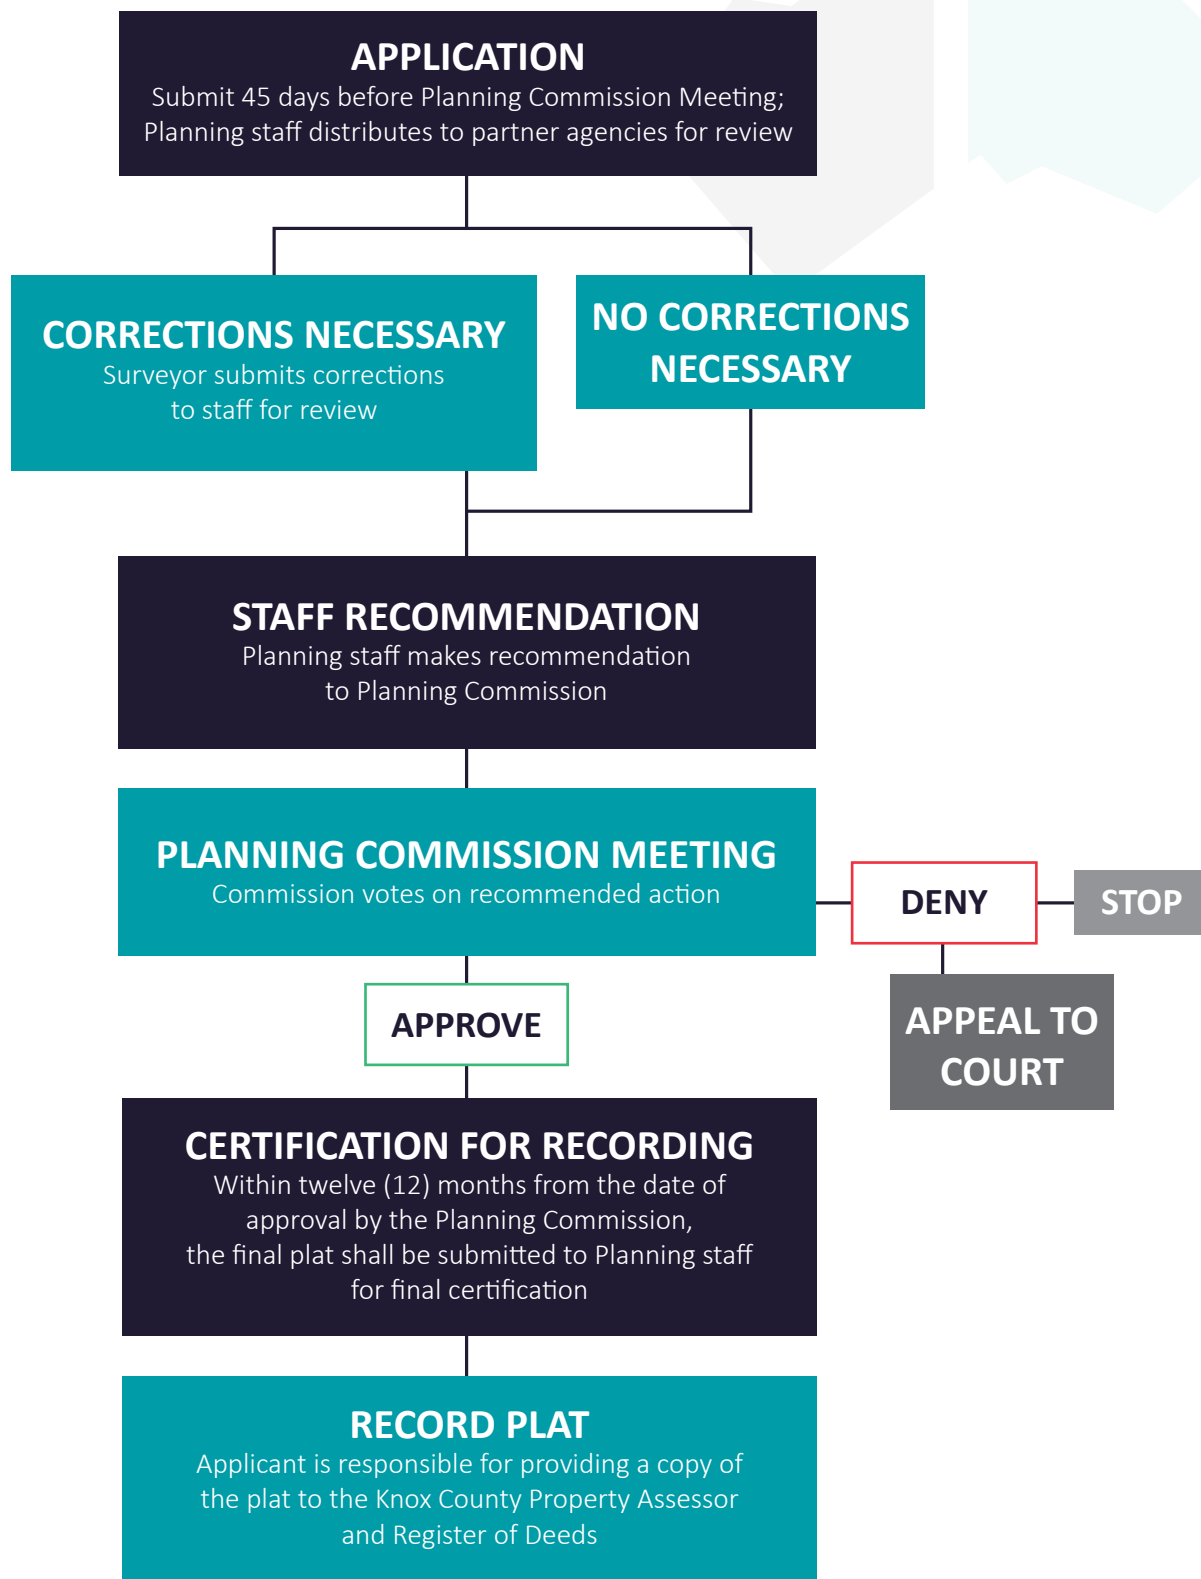 APPLICATION
Submit 45 days before Planning Commission Meeting;
Planning staff distributes to partner agencies for review
CORRECTIONS NECESSARY
Surveyor submits corrections
to staff for review
NO CORRECTIONS
NECESSARY
STAFF RECOMMENDATION
Planning staff makes recommendation
to Planning Commission
PLANNING COMMISSION MEETING
Commission votes on recommended action
DENY
STOP
APPEAL TO
COURT
APPROVE
CERTIFICATION FOR RECORDING
Within twelve (12) months from the date of
approval by the Planning Commission,
the final plat shall be submitted to Planning staff
for final certification
RECORD PLAT
Applicant is responsible for providing a copy of
the plat to the Knox County Property Assessor
and Register of Deeds